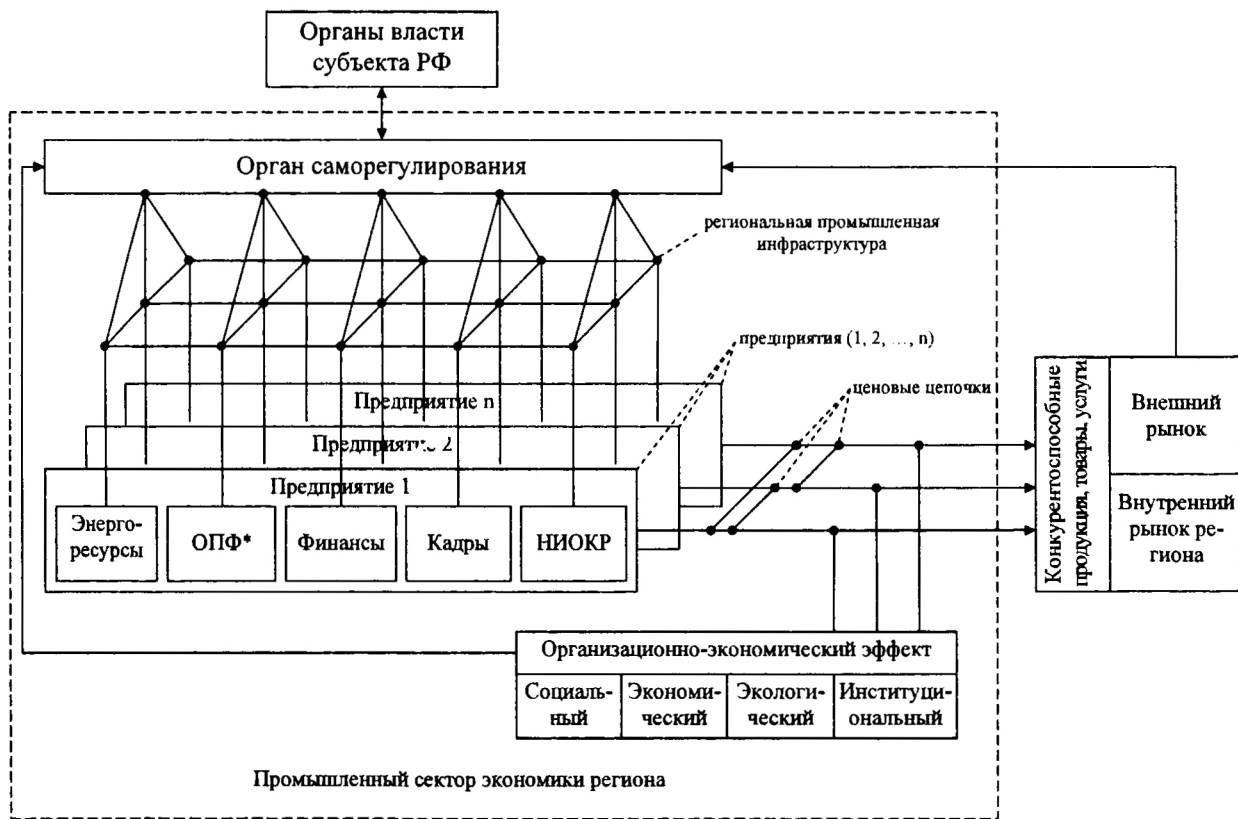 Органы власти
субъекта РФ
Орган саморегулирования
региональная промышленная
инфраструктура
предприятия (1, 2, …, n)
ценовые цепочки
Предприятие n
Предприятие 2
Предприятие 1
Энерго-
ресурсы
ОПФ*
Финансы
Кадры
НИОКР
Конкурентоспособные
продукция, товары, услуги
Внешний
рынок
Внутренний
рынок ре-
гиона
Организационно-экономический эффект
Социаль-
ный
Экономи-
ческий
Экологи-
ческий
Институци-
ональный
Промышленный сектор экономики региона